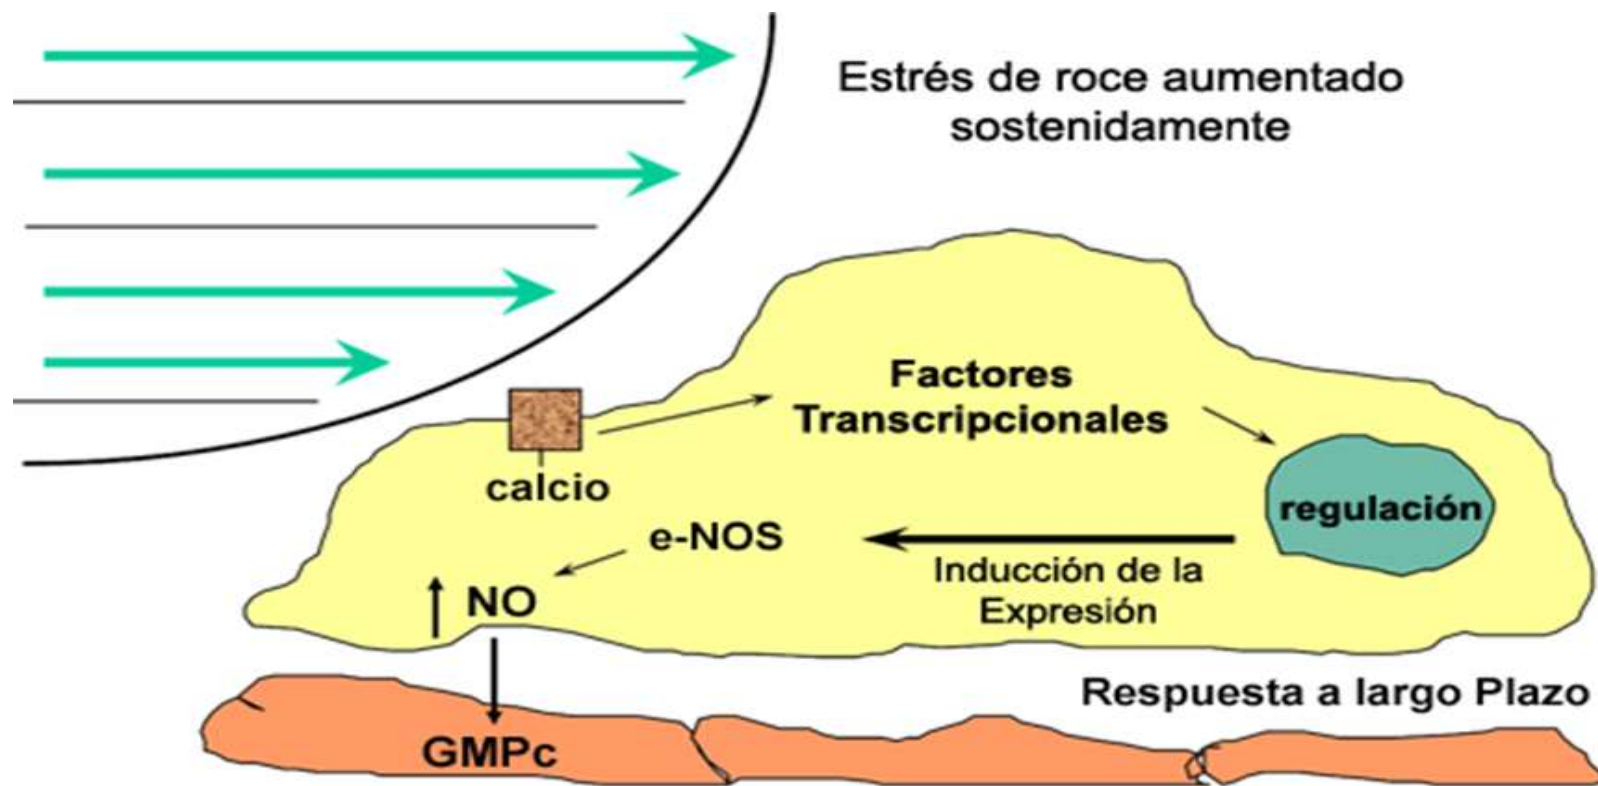 Estrés de roce aumentado
sostenidamente
Factores
Transcripcionales
calcio
regulación
e-NOS
Inducción de la
Expresión
NO
Respuesta a largo Plazo
GMPc